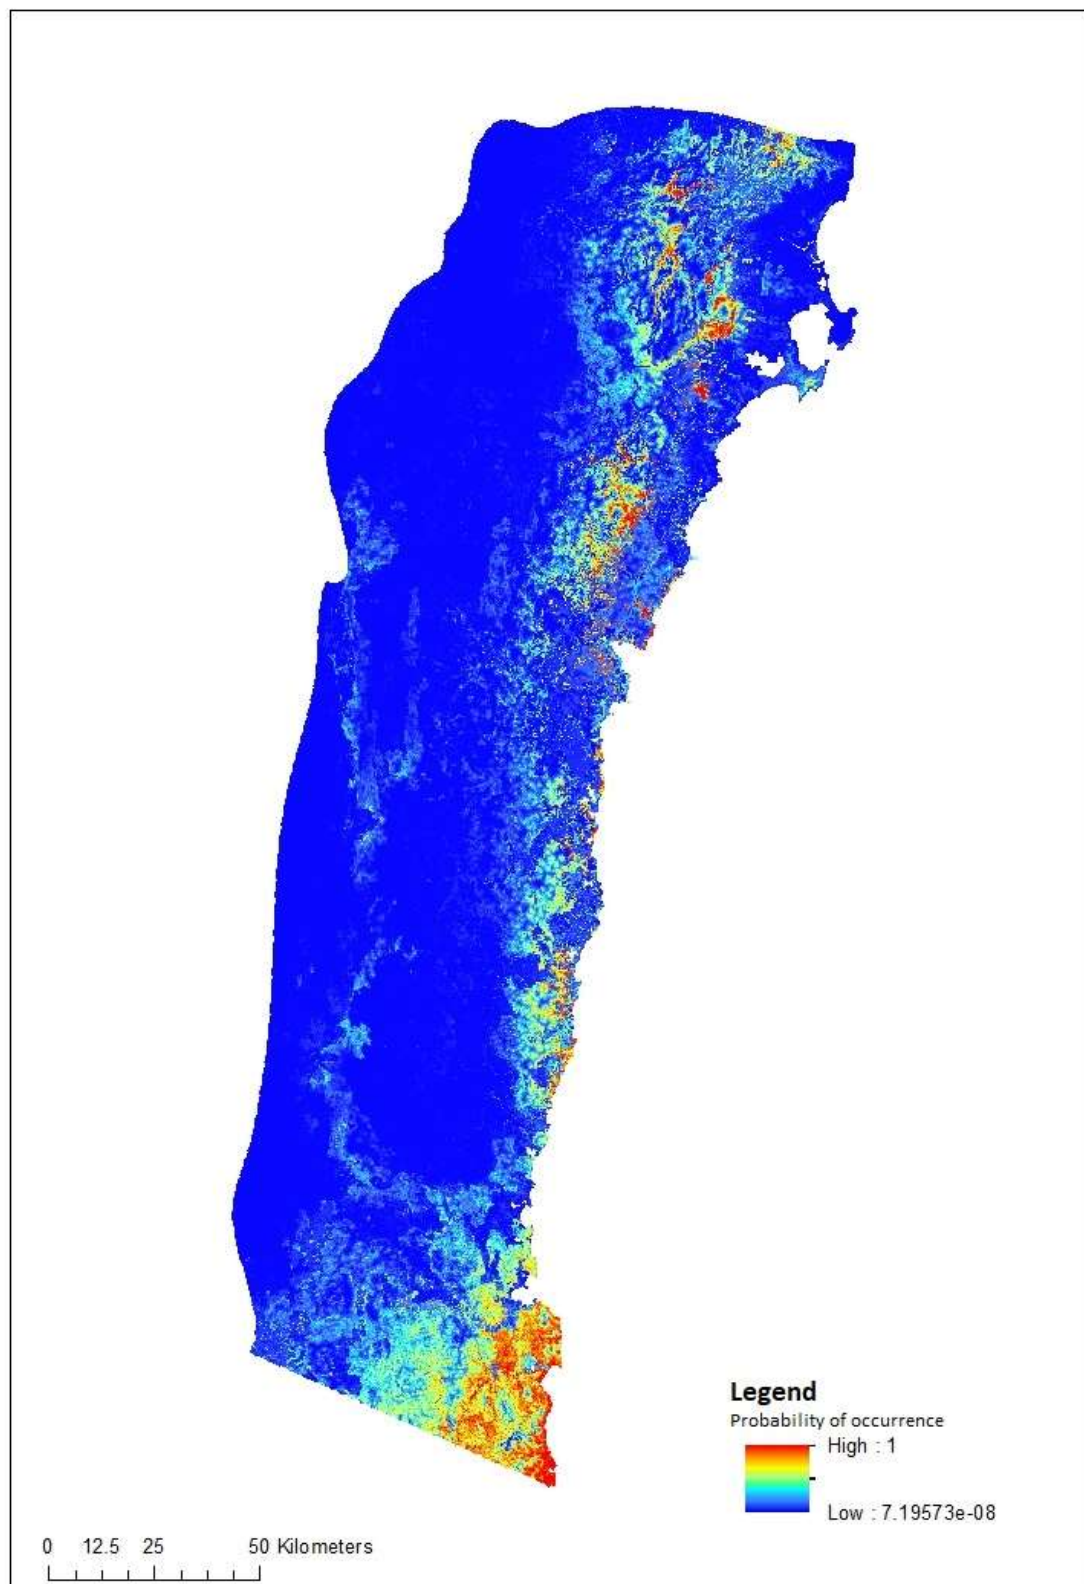 Legend
Probability of occurrence
High : 1
Low : 7.19573e-08
0 12.5 25 50 Kilometers